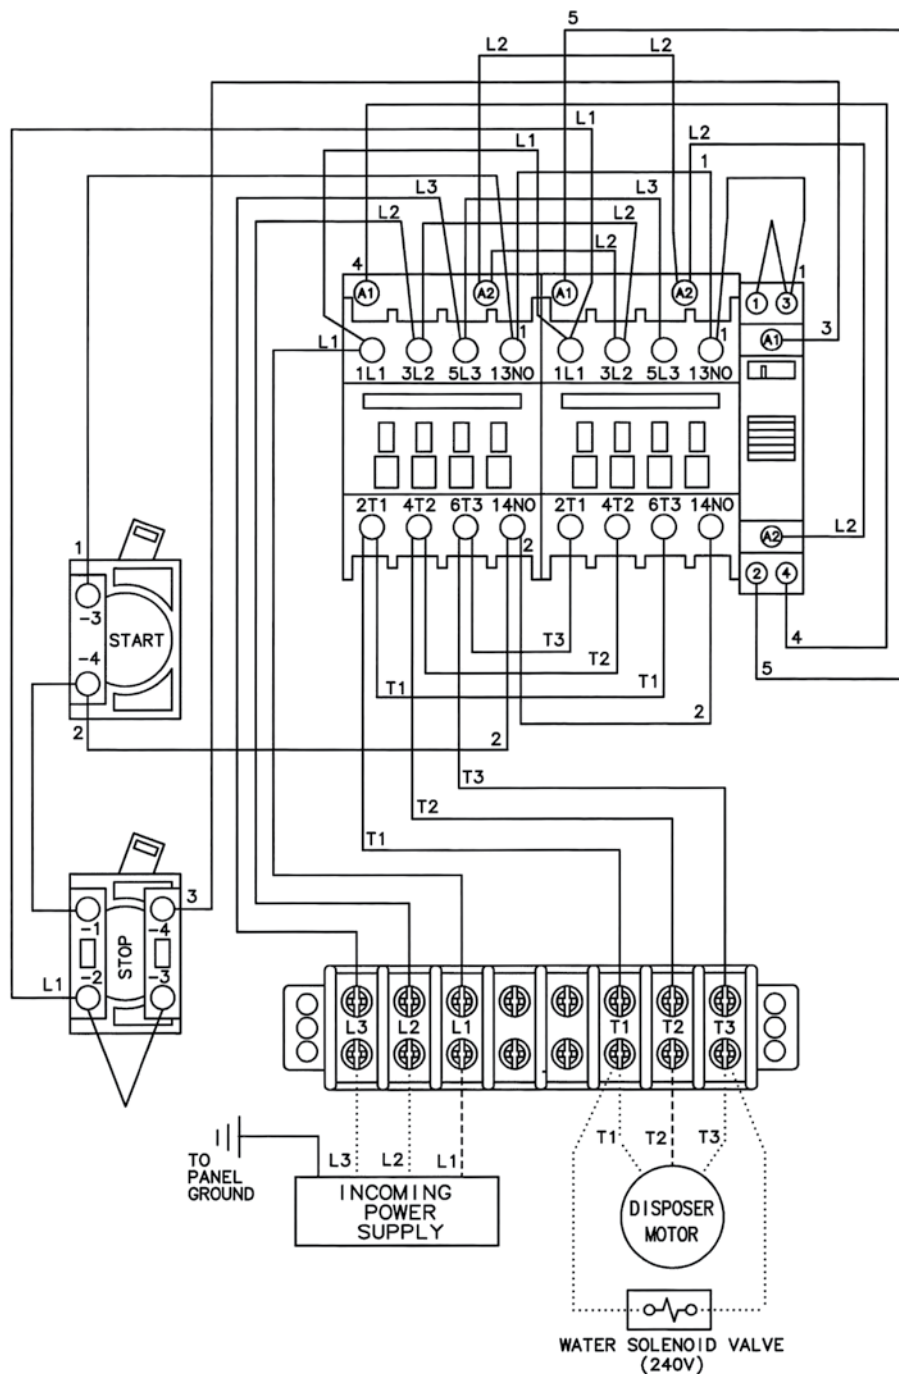 5
L2 L2
L1
L1
L2
1
L3 L3
L2 L2
L2
4 1
A1 A2 A1 A2 1 3
3
A1
L1 1 1
1L1 3L2 5L3 13NO 1L1 3L2 5L3 13NO
2T1 4T2 6T3 14NO 2T1 4T2 6T3 14NO
2
L2
A2
2 4
1
-3
START
-4
T3
T2
T1 T1
4
5
2 2 2
T3
T2
T1
3
-1 -4
STOP
-2 -3
L1
L3 L2 L1 T1 T2 T3
T1 T2 T3
L3 L2 L1
TO
PANEL
GROUND
INCOMING
POWER
SUPPLY
DISPOSER
MOTOR
WATER SOLENOID VALVE
(240V)